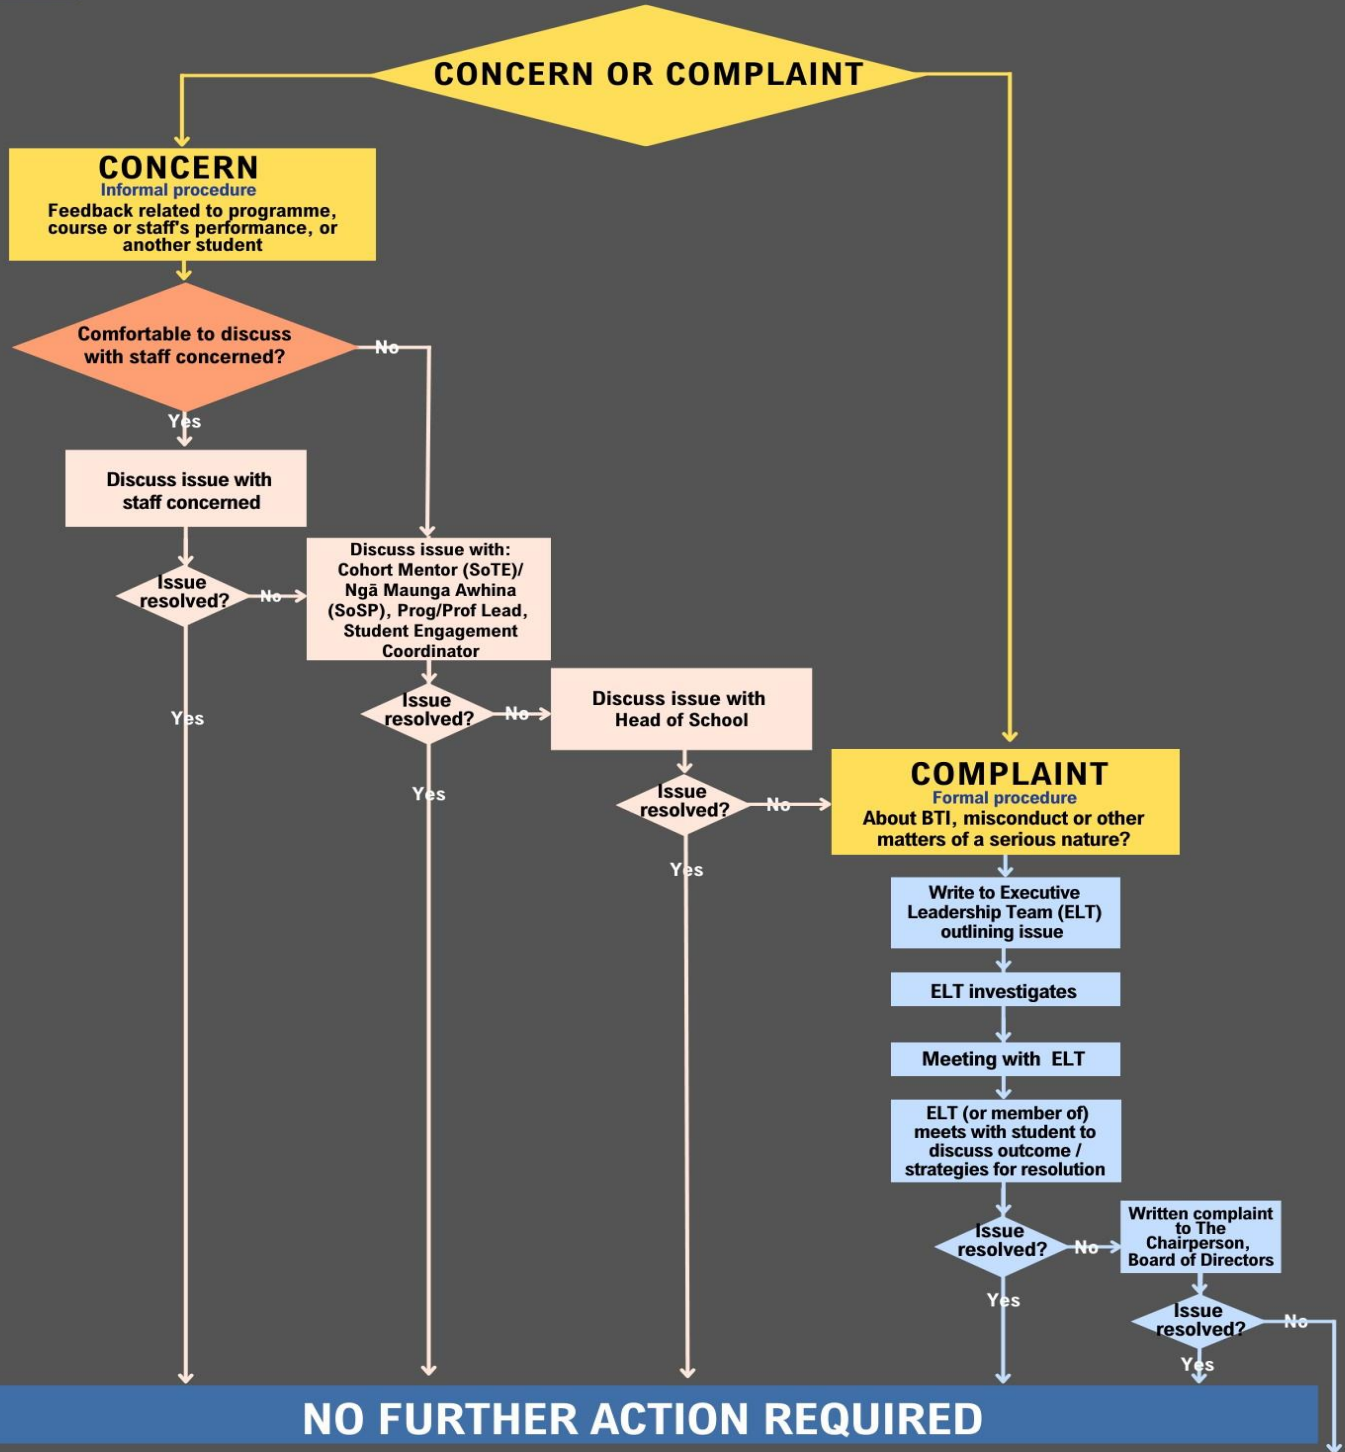 CONCERN OR COMPLAINT
CONCERN
Informal procedure
Feedback related to programme,
course or staff's performance, or
another student
Comfortable to discuss
with staff concerned?
No
Yes
Discuss issue with
staff concerned
Issue
resolved?
No
Yes
Discuss issue with:
Cohort Mentor (SoTE)/
Ngā Maunga Awhina
(SoSP), Prog/Prof Lead,
Student Engagement
Coordinator
Issue
resolved?
No
Yes
Discuss issue with
Head of School
Issue
resolved?
No
Yes
COMPLAINT
Formal procedure
About BTI, misconduct or other
matters of a serious nature?
Write to Executive
Leadership Team (ELT)
outlining issue
ELT investigates
Meeting with ELT
ELT (or member of)
meets with student to
discuss outcome /
strategies for resolution
Issue
resolved?
No
Yes
Written complaint
to The
Chairperson,
Board of Directors
Issue
resolved?
No
Yes
NO FURTHER ACTION REQUIRED